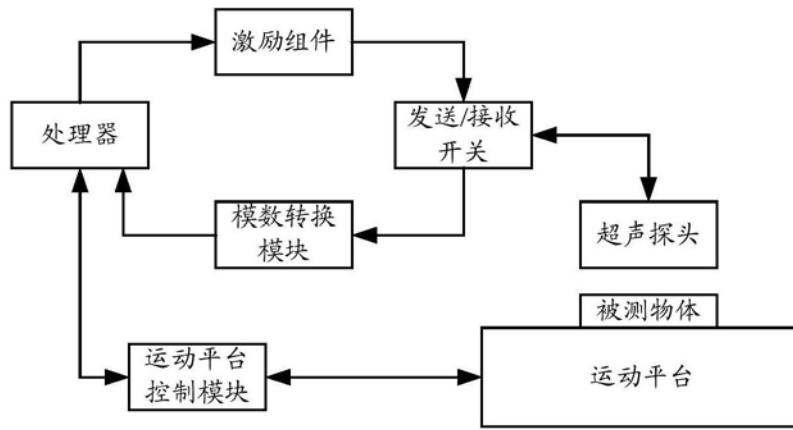 激励组件
处理器
发送/接收
开关
模数转换
模块
超声探头
被测物体
运动平台
控制模块
运动平台